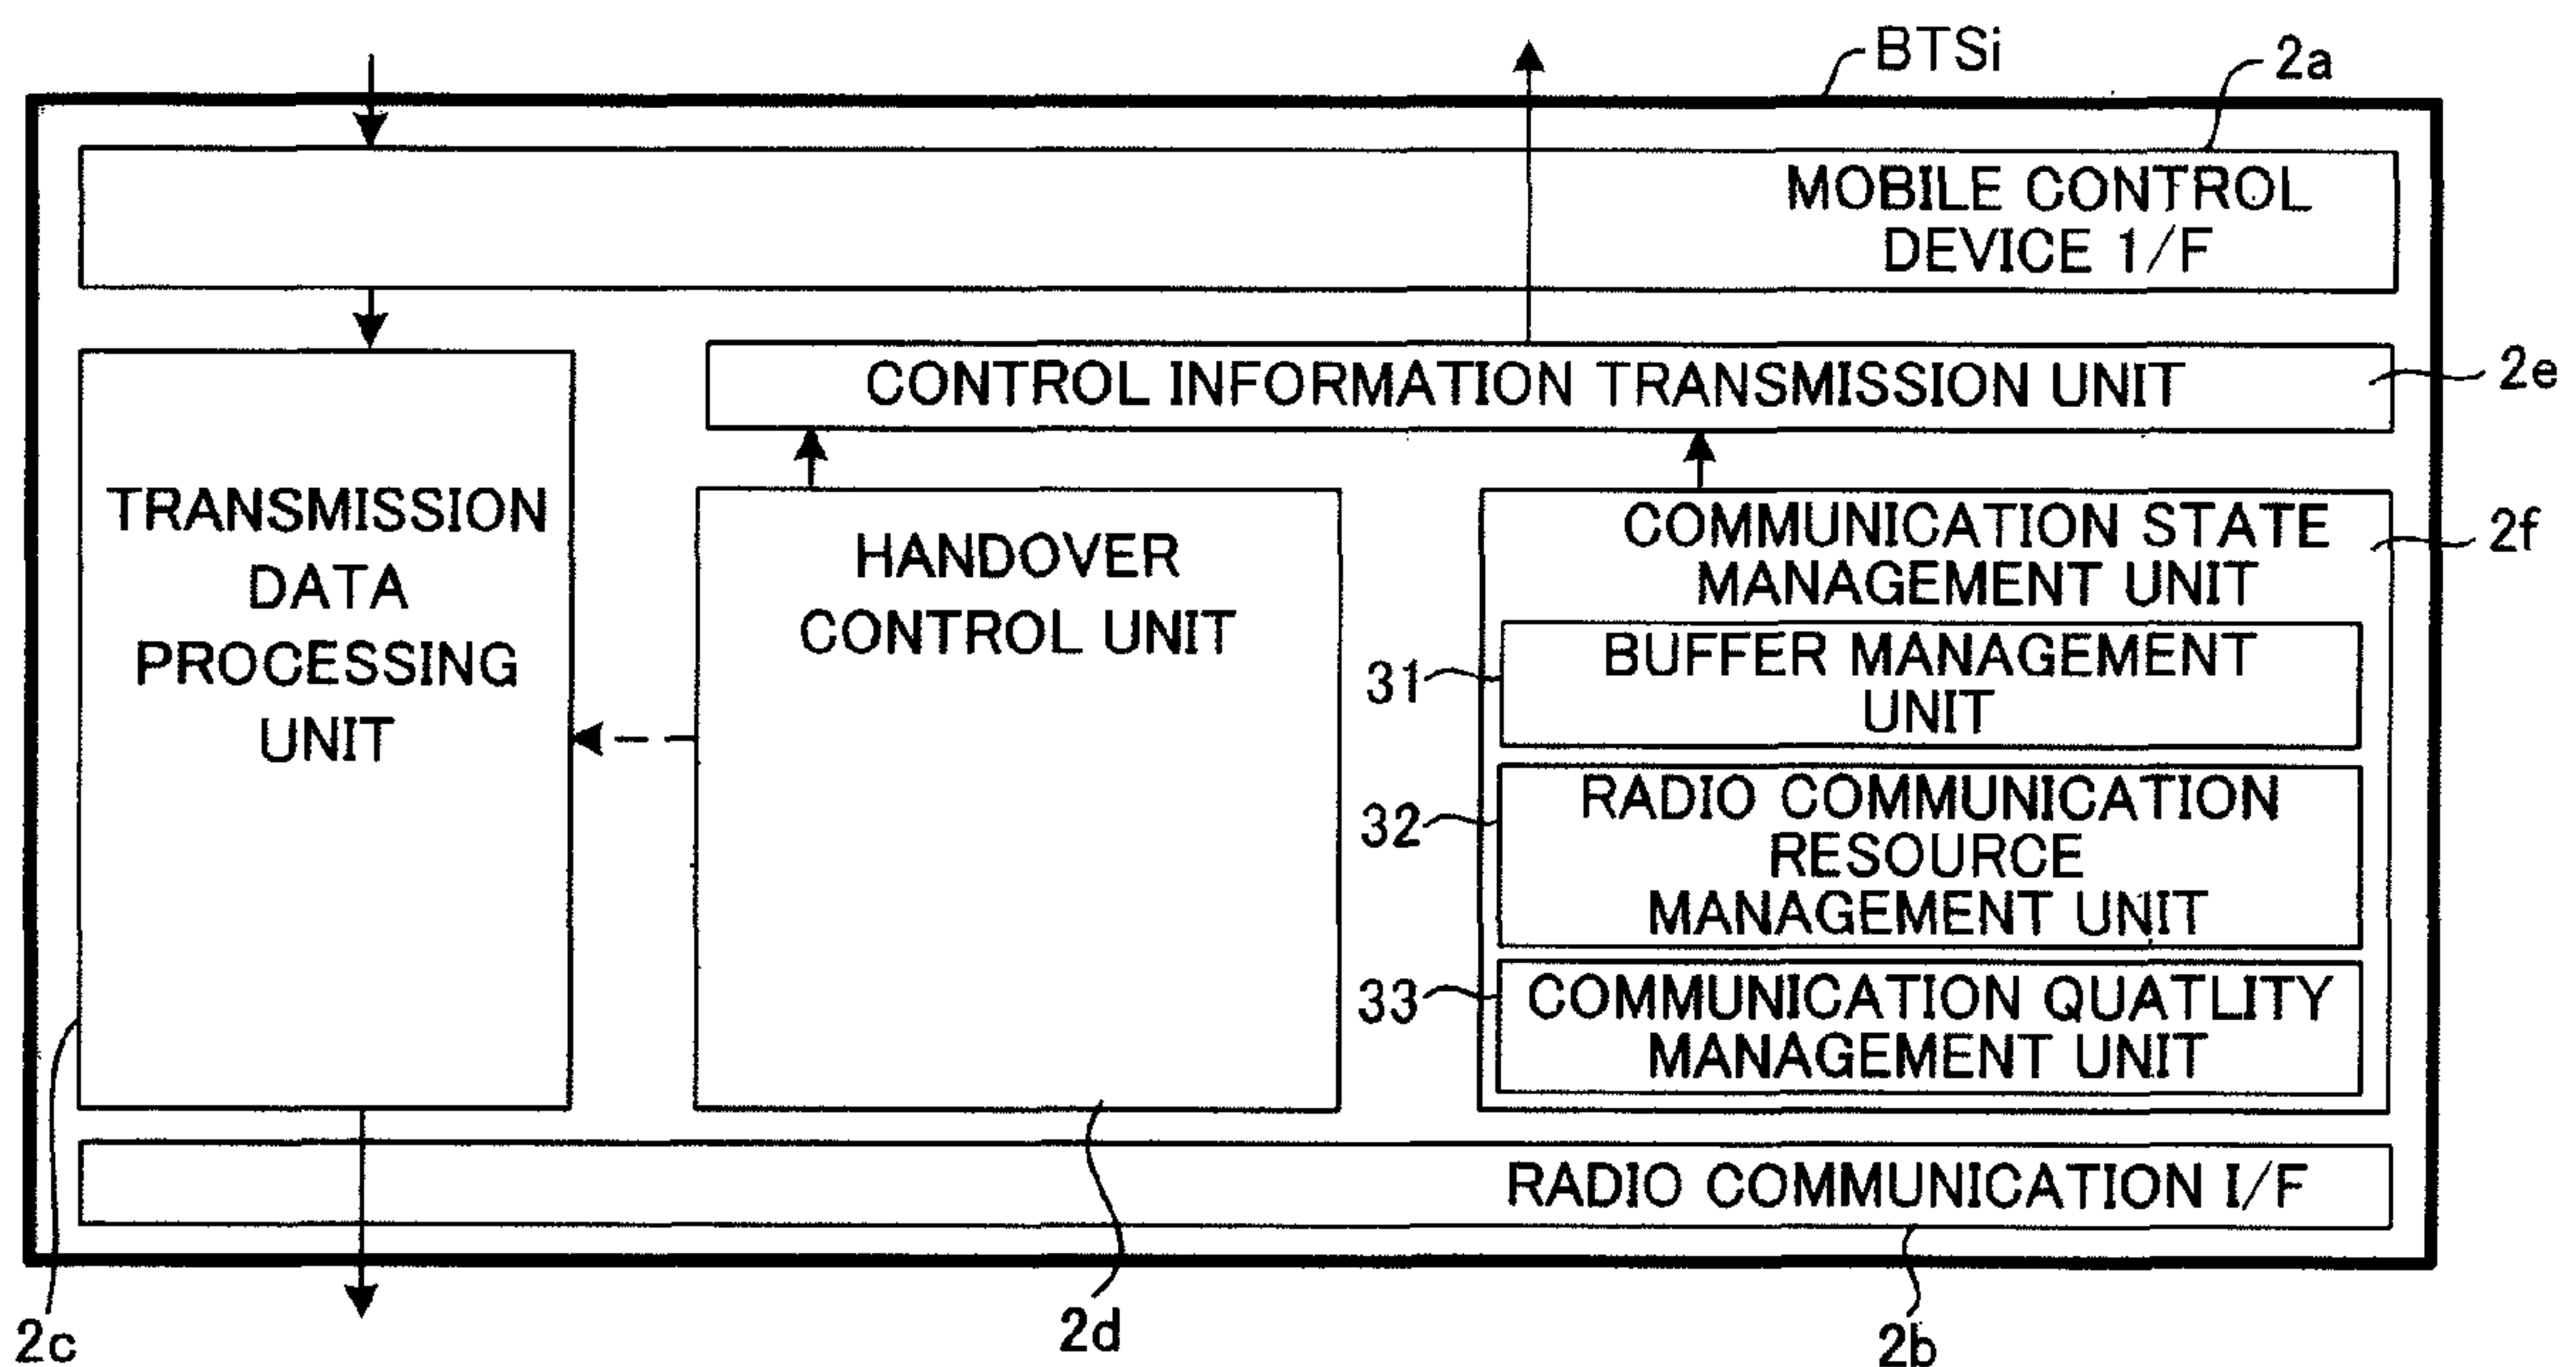 BTSi
2a
MOBILE CONTROL
DEVICE 1/F
CONTROL INFORMATION TRANSMISSION UNIT
2e
TRANSMISSION
DATA
PROCESSING
UNIT
HANDOVER
CONTROL UNIT
COMMUNICATION STATE
MANAGEMENT UNIT
2f
31
BUFFER MANAGEMENT
UNIT
32
RADIO COMMUNICATION
RESOURCE
MANAGEMENT UNIT
33
COMMUNICATION QUATLITY
MANAGEMENT UNIT
RADIO COMMUNICATION I/F
2c
2d
2b